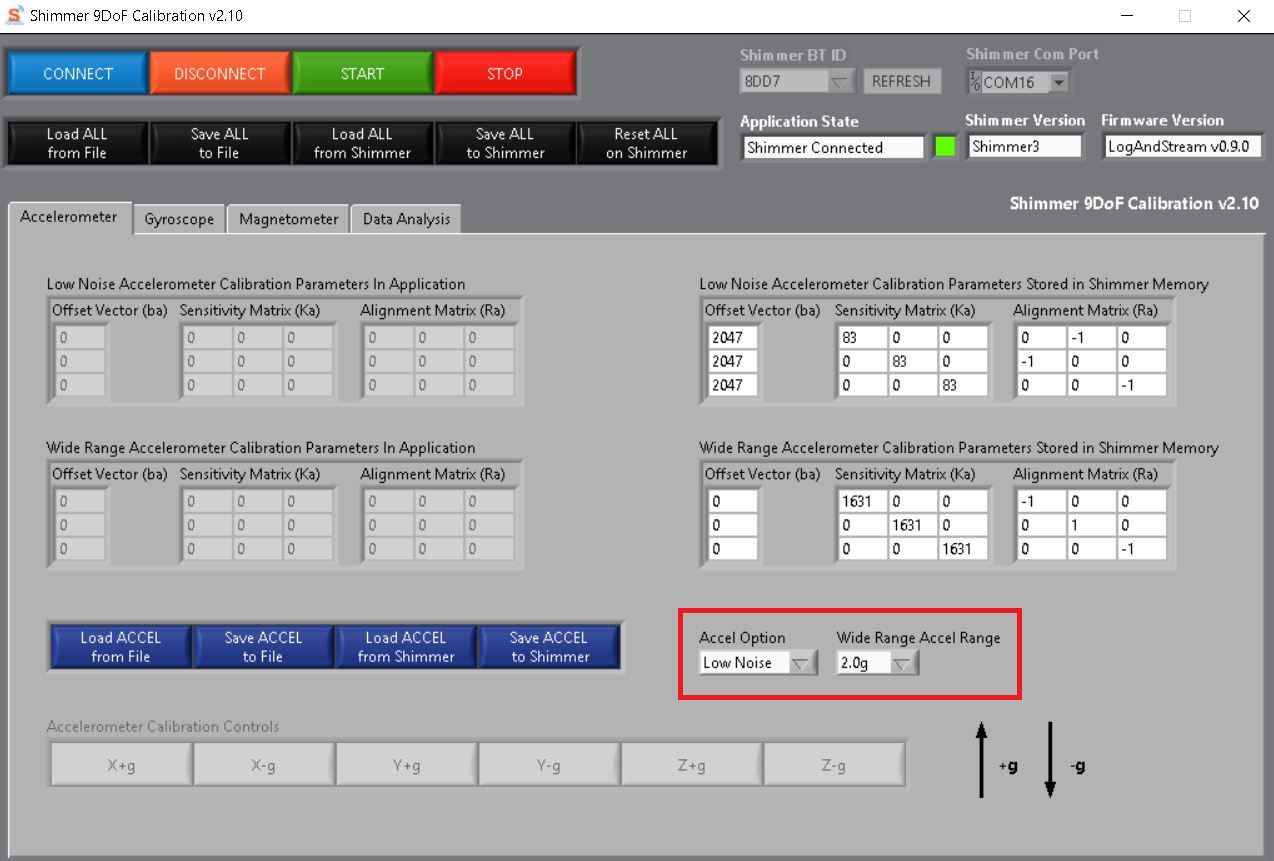 Shimmer 9DoF Calibration v2.10
CONNECT
DISCONNECT
START
STOP
Shimmer BT ID
8DD7
REFRESH
Shimmer Com Port
COM16
Load ALL
from File
Save ALL
to File
Load ALL
from Shimmer
Save ALL
to Shimmer
Reset ALL
on Shimmer
Application State
Shimmer Connected
Shimmer Version
Shimmer3
Firmware Version
LogAndStream v0.9.0
Shimmer 9DoF Calibration v2.10
Accelerometer
Gyroscope
Magnetometer
Data Analysis
Low Noise Accelerometer Calibration Parameters In Application
Offset Vector (ba) Sensitivity Matrix (Ka) Alignment Matrix (Ra)
0 0 0 0 0 0 0
0 0 0 0 0 0 0
0 0 0 0 0 0 0
Low Noise Accelerometer Calibration Parameters Stored in Shimmer Memory
Offset Vector (ba) Sensitivity Matrix (Ka) Alignment Matrix (Ra)
2047 83 0 0 0 -1 0
2047 0 83 0 -1 0 0
2047 0 0 83 0 0 -1
Wide Range Accelerometer Calibration Parameters In Application
Offset Vector (ba) Sensitivity Matrix (Ka) Alignment Matrix (Ra)
0 0 0 0 0 0 0
0 0 0 0 0 0 0
0 0 0 0 0 0 0
Wide Range Accelerometer Calibration Parameters Stored in Shimmer Memory
Offset Vector (ba) Sensitivity Matrix (Ka) Alignment Matrix (Ra)
0 1631 0 0 -1 0 0
0 0 1631 0 0 1 0
0 0 0 1631 0 0 -1
Load ACCEL
from File
Save ACCEL
to File
Load ACCEL
from Shimmer
Save ACCEL
to Shimmer
Accel Option
Low Noise
Wide Range Accel Range
2.0g
Accelerometer Calibration Controls
X+g
X-g
Y+g
Y-g
Z+g
Z-g
+g
-g